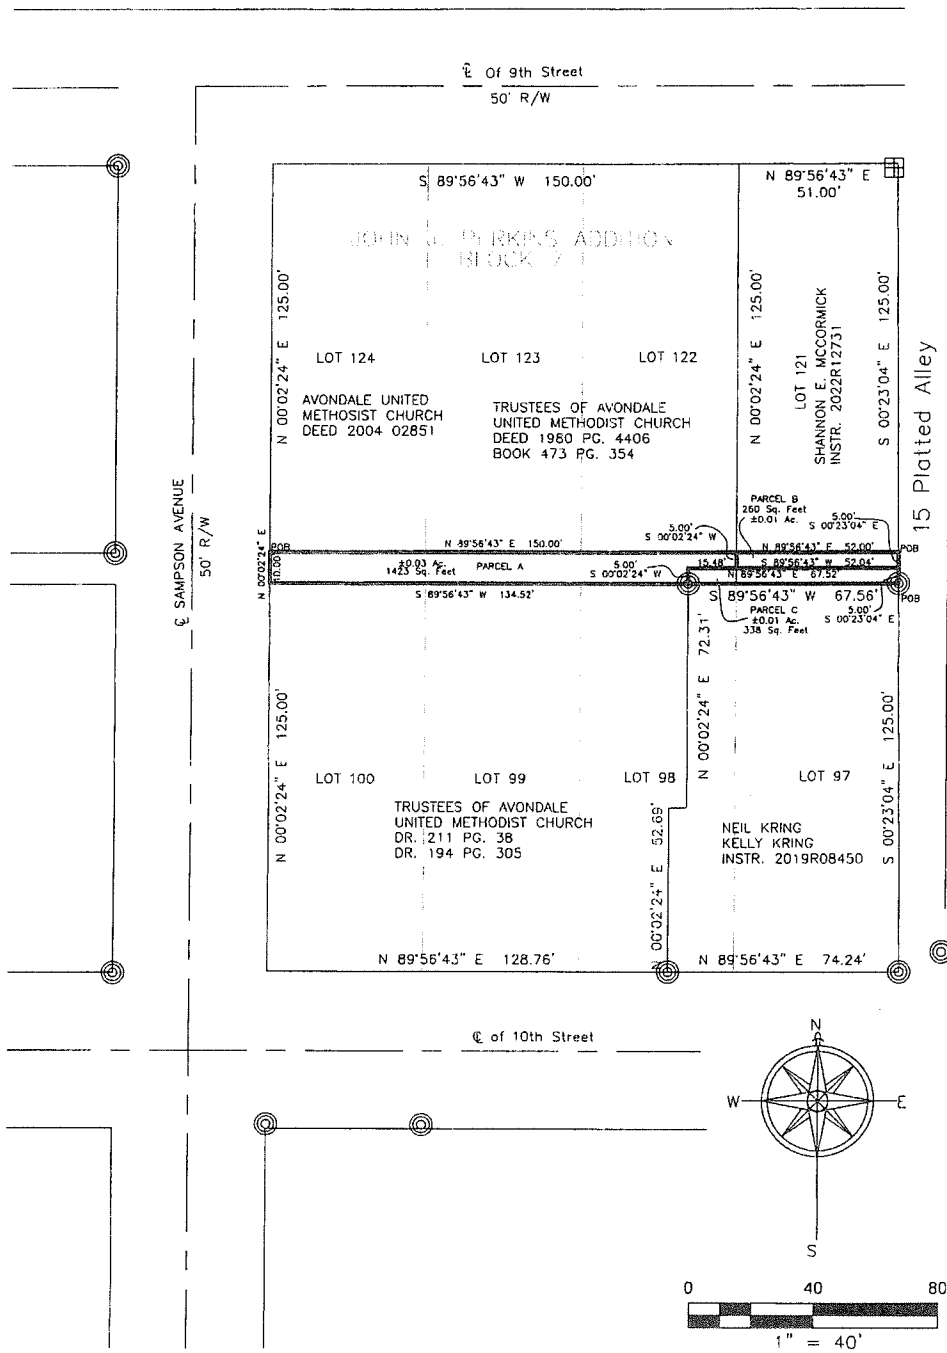 ℄ Of 9th Street
50' R/W
S 89°56'43" W 150.00'
N 89°56'43" E
51.00'
JOHN PERKINS ADDITION
BLOCK
N 00°02'24" E 125.00'
N 00°02'24" E 125.00'
LOT 121
SHANNON E. MCCORMICK
INSTR. 2022R12731
S 00°23'04" E 125.00'
15 Platted Alley
LOT 124
LOT 123
LOT 122
AVONDALE UNITED
METHOSIST CHURCH
DEED 2004 02851
TRUSTEES OF AVONDALE
UNITED METHODIST CHURCH
DEED 1980 PG. 4406
BOOK 473 PG. 354
℄ SAMPSON AVENUE
50' R/W
PARCEL B
260 Sq. Feet
±0.01 Ac.
5.00'
S 00°02'24" W
5.00'
S 00°23'04" E
POB
N 89°56'43" E 150.00'
N 89°56'43" E 52.00'
POB
N 00°02'24" E
10.00'
±0.03 Ac.
1423 Sq. Feet
PARCEL A
5.00'
S 00°02'24" W
15.48'
S 89°56'43" W 52.04'
N 89°56'43" E 67.52'
S 89°56'43" W 134.52'
S 89°56'43" W 67.56'
POB
PARCEL C
±0.01 Ac.
338 Sq. Feet
5.00'
S 00°23'04" E
N 00°02'24" E 72.31'
N 00°02'24" E 125.00'
S 00°23'04" E 125.00'
LOT 100
LOT 99
LOT 98
LOT 97
TRUSTEES OF AVONDALE
UNITED METHODIST CHURCH
DR. 211 PG. 38
DR. 194 PG. 305
NEIL KRING
KELLY KRING
INSTR. 2019R08450
N 00°02'24" E 52.69'
N 89°56'43" E 128.76'
N 89°56'43" E 74.24'
℄ of 10th Street
N
W
E
S
0 40 80
1" = 40'